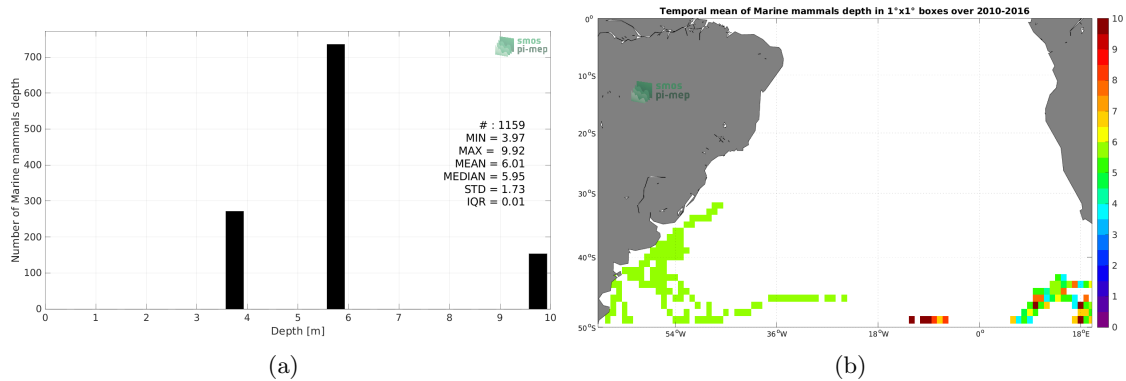 smos
pi-mep
700
600
500
400
300
200
100
0
Number of Marine mammals depth
# : 1159
MIN = 3.97
MAX = 9.92
MEAN = 6.01
MEDIAN = 5.95
STD = 1.73
IQR = 0.01
0 1 2 3 4 5 6 7 8 9 10
Depth [m]
(a)
Temporal mean of Marine mammals depth in 1°x1° boxes over 2010-2016
smos
pi-mep
0°
10°S
20°S
30°S
40°S
50°S
54°W 36°W 18°W 0° 18°E
10
9
8
7
6
5
4
3
2
1
0
(b)